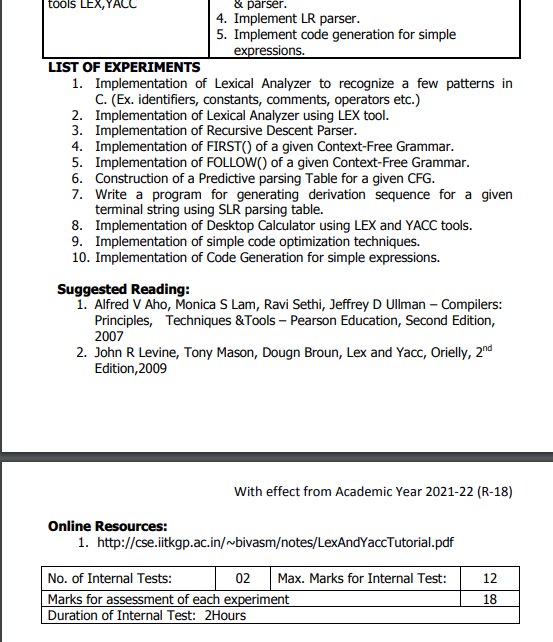 tools LEX,YACC
& parser.
4. Implement LR parser.
5. Implement code generation for simple
expressions.
LIST OF EXPERIMENTS
1. Implementation of Lexical Analyzer to recognize a few patterns in
C. (Ex. identifiers, constants, comments, operators etc.)
2. Implementation of Lexical Analyzer using LEX tool.
3. Implementation of Recursive Descent Parser.
4. Implementation of FIRST() of a given Context-Free Grammar.
5. Implementation of FOLLOW() of a given Context-Free Grammar.
6. Construction of a Predictive parsing Table for a given CFG.
7. Write a program for generating derivation sequence for a given
terminal string using SLR parsing table.
8. Implementation of Desktop Calculator using LEX and YACC tools.
9. Implementation of simple code optimization techniques.
10. Implementation of Code Generation for simple expressions.
Suggested Reading:
1. Alfred V Aho, Monica S Lam, Ravi Sethi, Jeffrey D Ullman – Compilers:
Principles, Techniques &Tools – Pearson Education, Second Edition,
2007
2. John R Levine, Tony Mason, Dougn Broun, Lex and Yacc, Orielly, 2nd
Edition,2009
With effect from Academic Year 2021-22 (R-18)
Online Resources:
1. http://cse.iitkgp.ac.in/~bivasm/notes/LexAndYaccTutorial.pdf
No. of Internal Tests: 02 Max. Marks for Internal Test: 12
Marks for assessment of each experiment 18
Duration of Internal Test: 2Hours